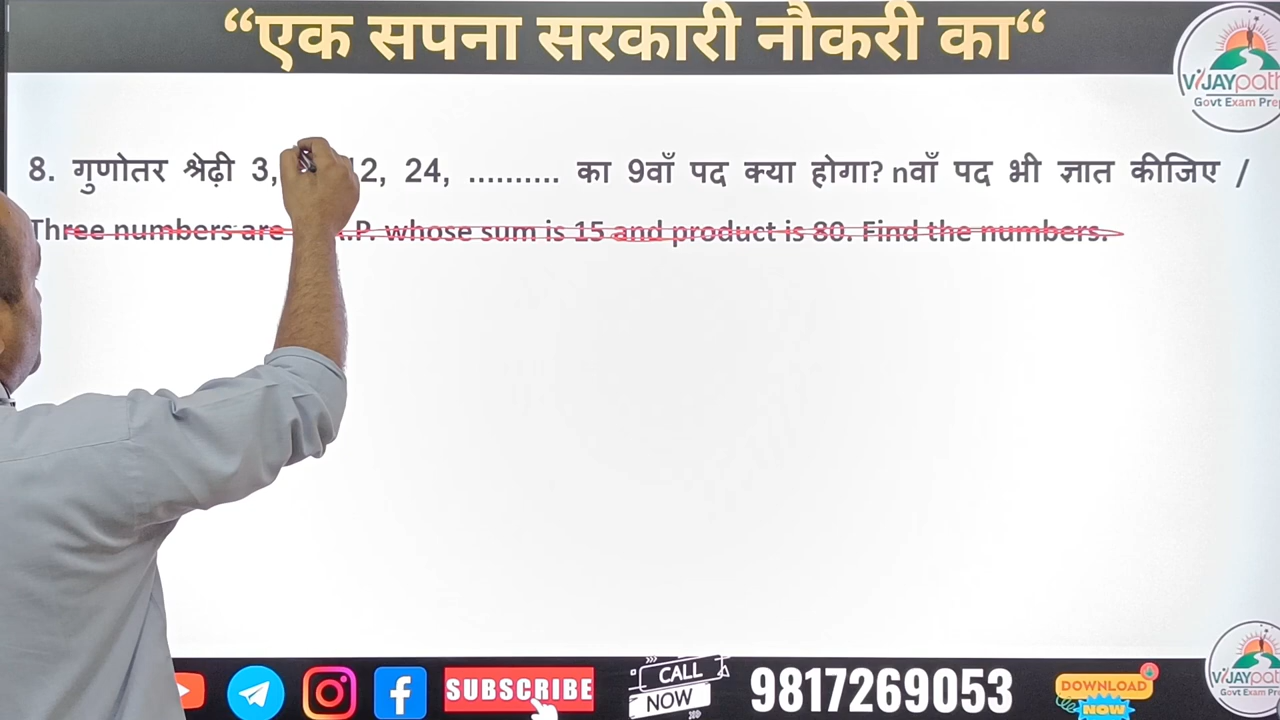 “एक सपना सरकारी नौकरी का“
VIJAYpath
Govt Exam Prep
8. गुणोतर श्रेढ़ी 3, 12, 24, .......... का 9वाँ पद क्या होगा? nवाँ पद भी ज्ञात कीजिए /
Three numbers are A.P. whose sum is 15 and product is 80. Find the numbers.
SUBSCRIBE
CALL
NOW
9817269053
DOWNLOAD
NOW
VIJAYpath
Govt Exam Prep